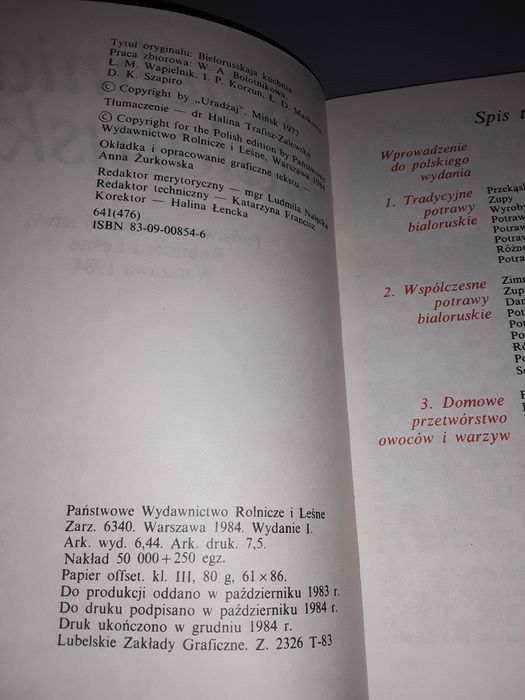 Tytuł oryginału: Biełorusskaja kuchnia
Praca zbiorowa: W. A. Bołotnikowa,
Ł. M. Wapielnik, I. P. Korzun, Ł. D. Markowa,
D. K. Szapiro
© Copyright by „Uradżaj”, Mińsk 1977
Tłumaczenie — dr Halina Trafisz-Zalewska
© Copyright for the Polish edition by Państwowe
Wydawnictwo Rolnicze i Leśne, Warszawa 1984
Okładka i opracowanie graficzne tekstu —
Anna Żurkowska
Redaktor merytoryczny — mgr Ludmiła Nałęcka
Redaktor techniczny — Katarzyna Francisz
Korektor — Halina Łencka
641(476)
ISBN 83-09-00854-6
Państwowe Wydawnictwo Rolnicze i Leśne
Zarz. 6340. Warszawa 1984. Wydanie I.
Ark. wyd. 6,44. Ark. druk. 7,5.
Nakład 50 000+250 egz.
Papier offset. kl. III, 80 g, 61×86.
Do produkcji oddano w październiku 1983 r.
Do druku podpisano w październiku 1984 r.
Druk ukończono w grudniu 1984 r.
Lubelskie Zakłady Graficzne. Z. 2326 T-83
Spis
Wprowadzenie
do polskiego
wydania
1. Tradycyjne
potrawy
białoruskie
Zupy
2. Współczesne
potrawy
białoruskie
3. Domowe
przetwórstwo
owoców i warzyw